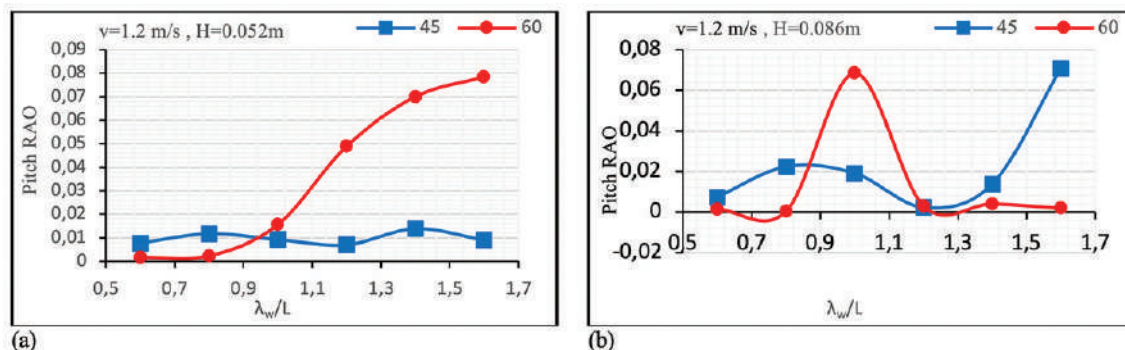 v=1.2 m/s , H=0.052m 45 60
0,09
0,08
0,07
0,06
0,05
0,04
0,03
0,02
0,01
0
Pitch RAO
0,5 0,7 0,9 1,1 1,3 1,5 1,7
λw/L
(a)
v=1.2 m/s , H=0.086m 45 60
0,08
0,06
0,04
0,02
0
-0,02
Pitch RAO
0,5 0,7 0,9 1,1 1,3 1,5 1,7
λw/L
(b)